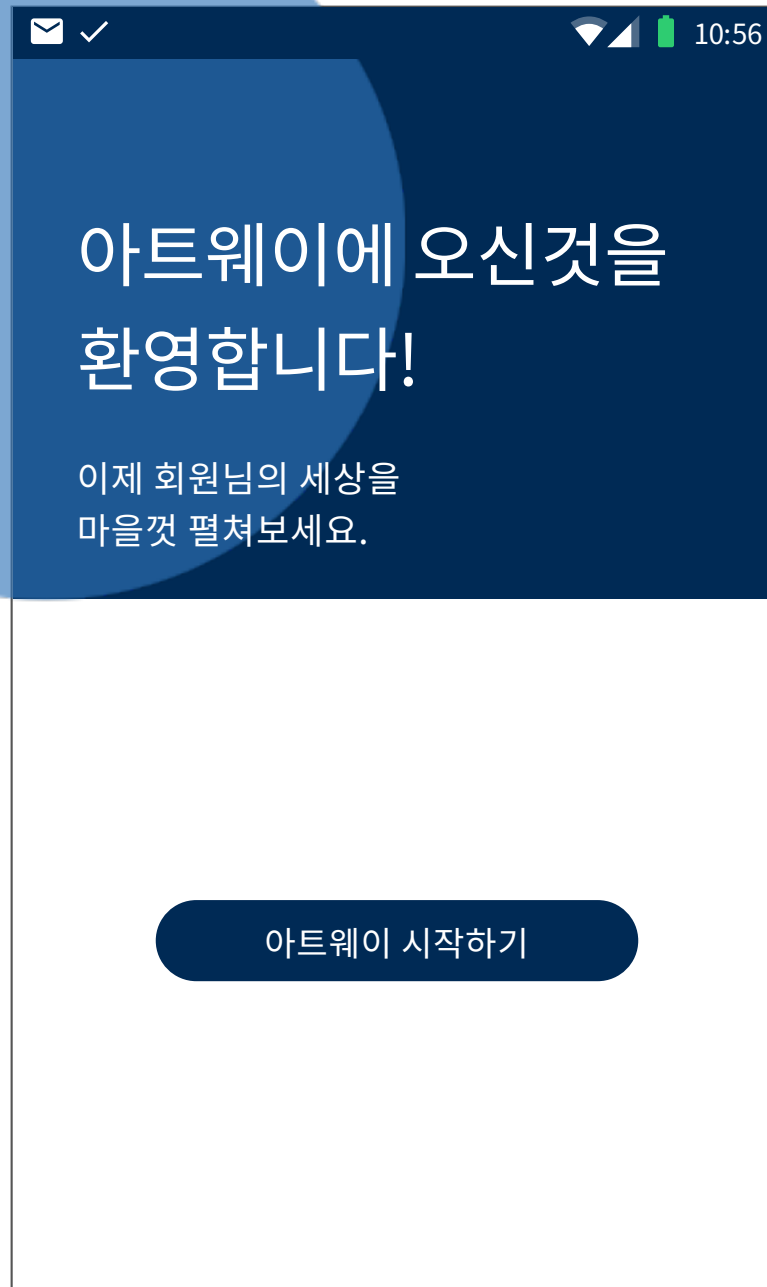 10:56
아트웨이에 오신것을
환영합니다!
이제 회원님의 세상을
마을껏 펼쳐보세요.
아트웨이 시작하기